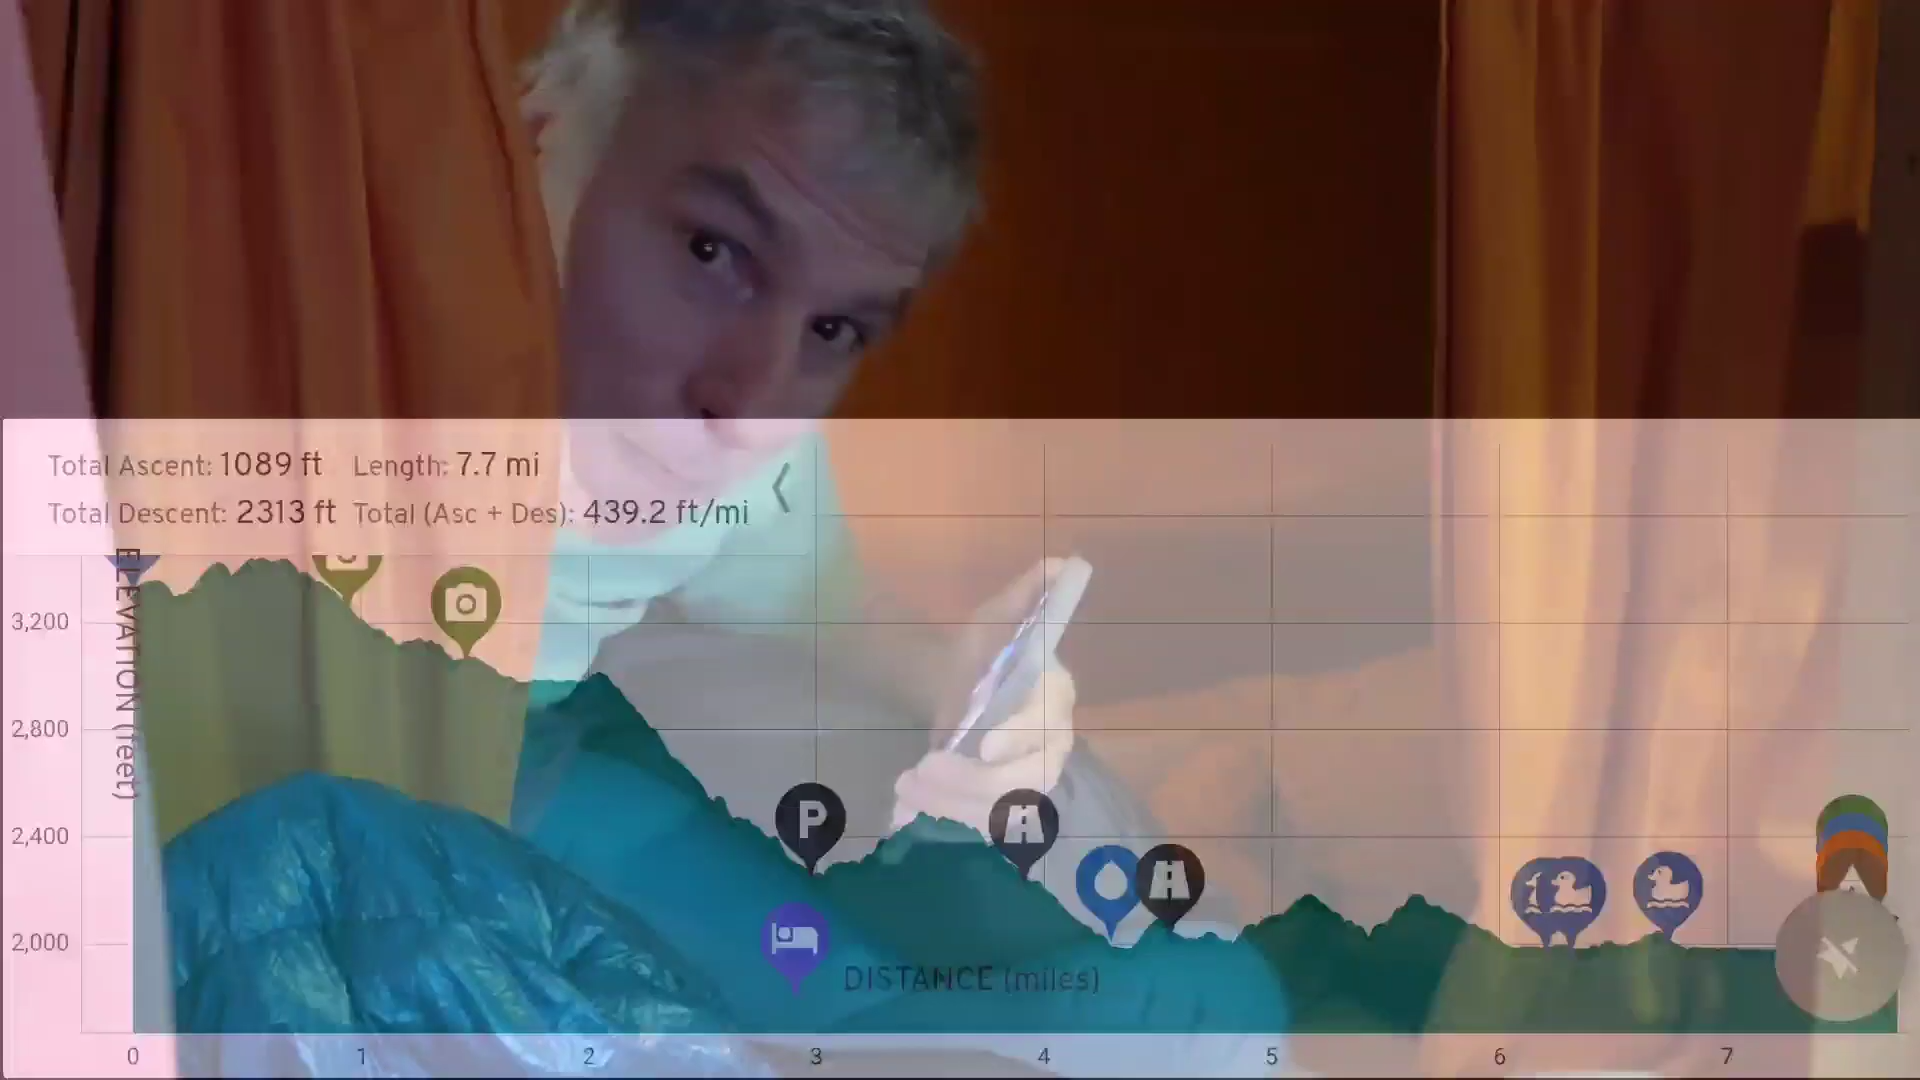 Total Ascent: 1089 ft Length: 7.7 mi
Total Descent: 2313 ft Total (Asc + Des): 439.2 ft/mi
ELEVATION (feet)
3,200
2,800
2,400
2,000
P
DISTANCE (miles)
0 1 2 3 4 5 6 7